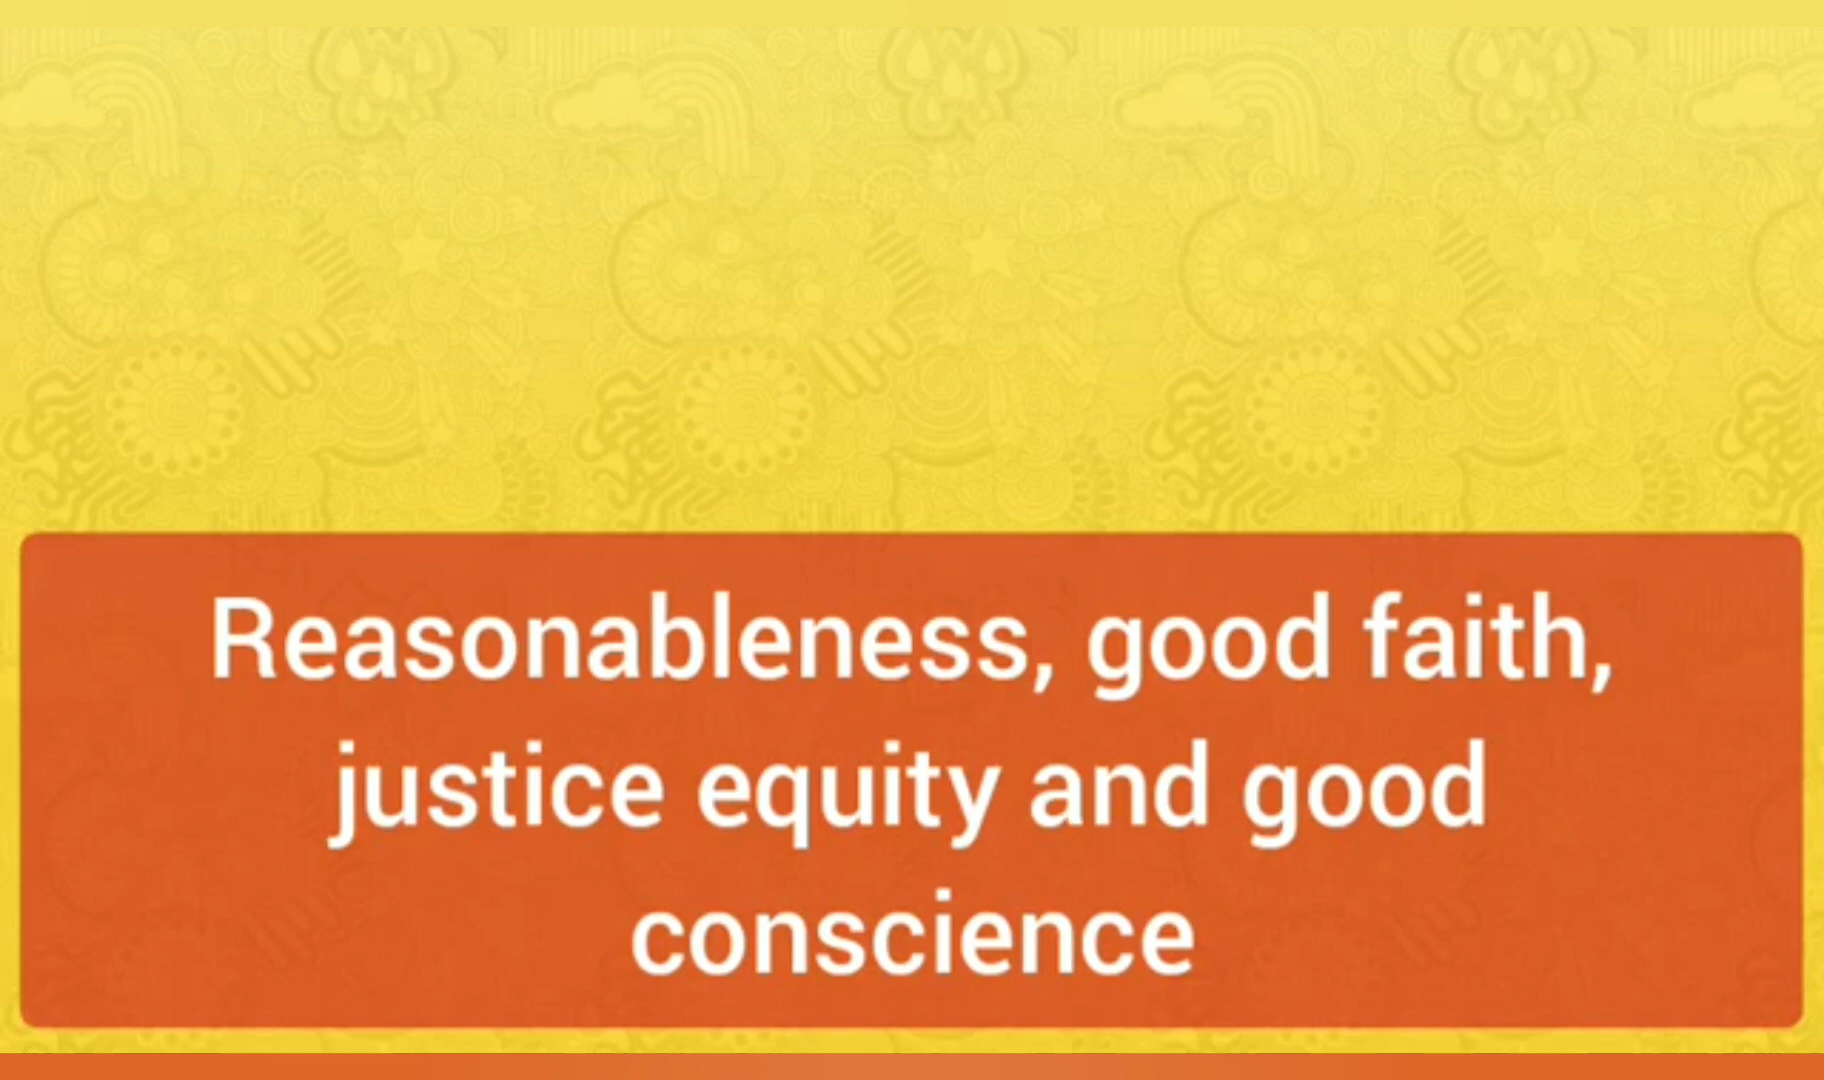 Reasonableness, good faith,
justice equity and good
conscience